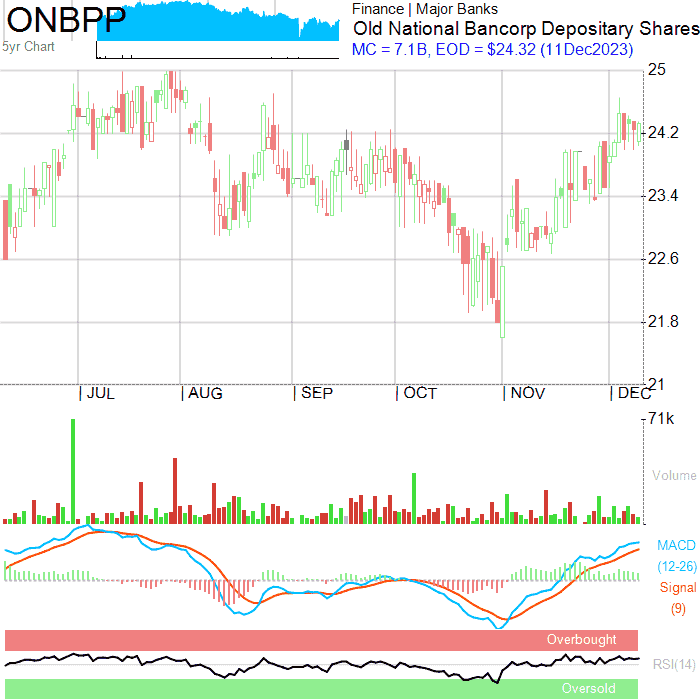 ONBPP
Finance | Major Banks
Old National Bancorp Depositary Shares
MC = 7.1B, EOD = $24.32 (11Dec2023)
5yr Chart
25
24.2
23.4
22.6
21.8
21
JUL AUG SEP OCT NOV DEC
71k
Volume
MACD
(12-26)
Signal
(9)
Overbought
RSI(14)
Oversold